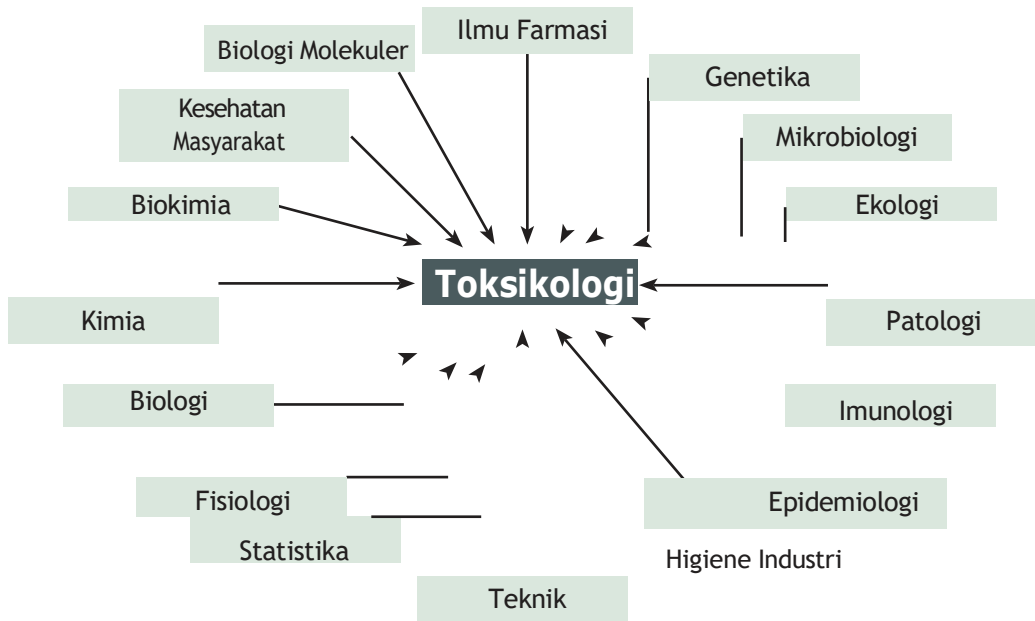 Ilmu Farmasi
Biologi Molekuler
Genetika
Kesehatan
Masyarakat
Mikrobiologi
Biokimia
Ekologi
Toksikologi
Kimia
Patologi
Biologi
Imunologi
Fisiologi
Epidemiologi
Statistika
Higiene Industri
Teknik